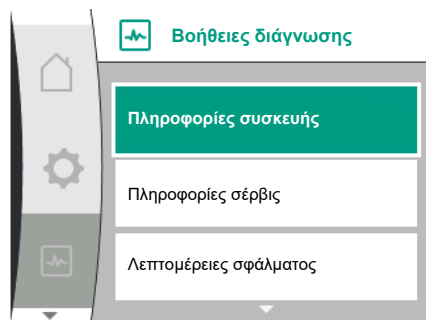 Βοήθειες διάγνωσης
Πληροφορίες συσκευής
Πληροφορίες σέρβις
Λεπτομέρειες σφάλματος